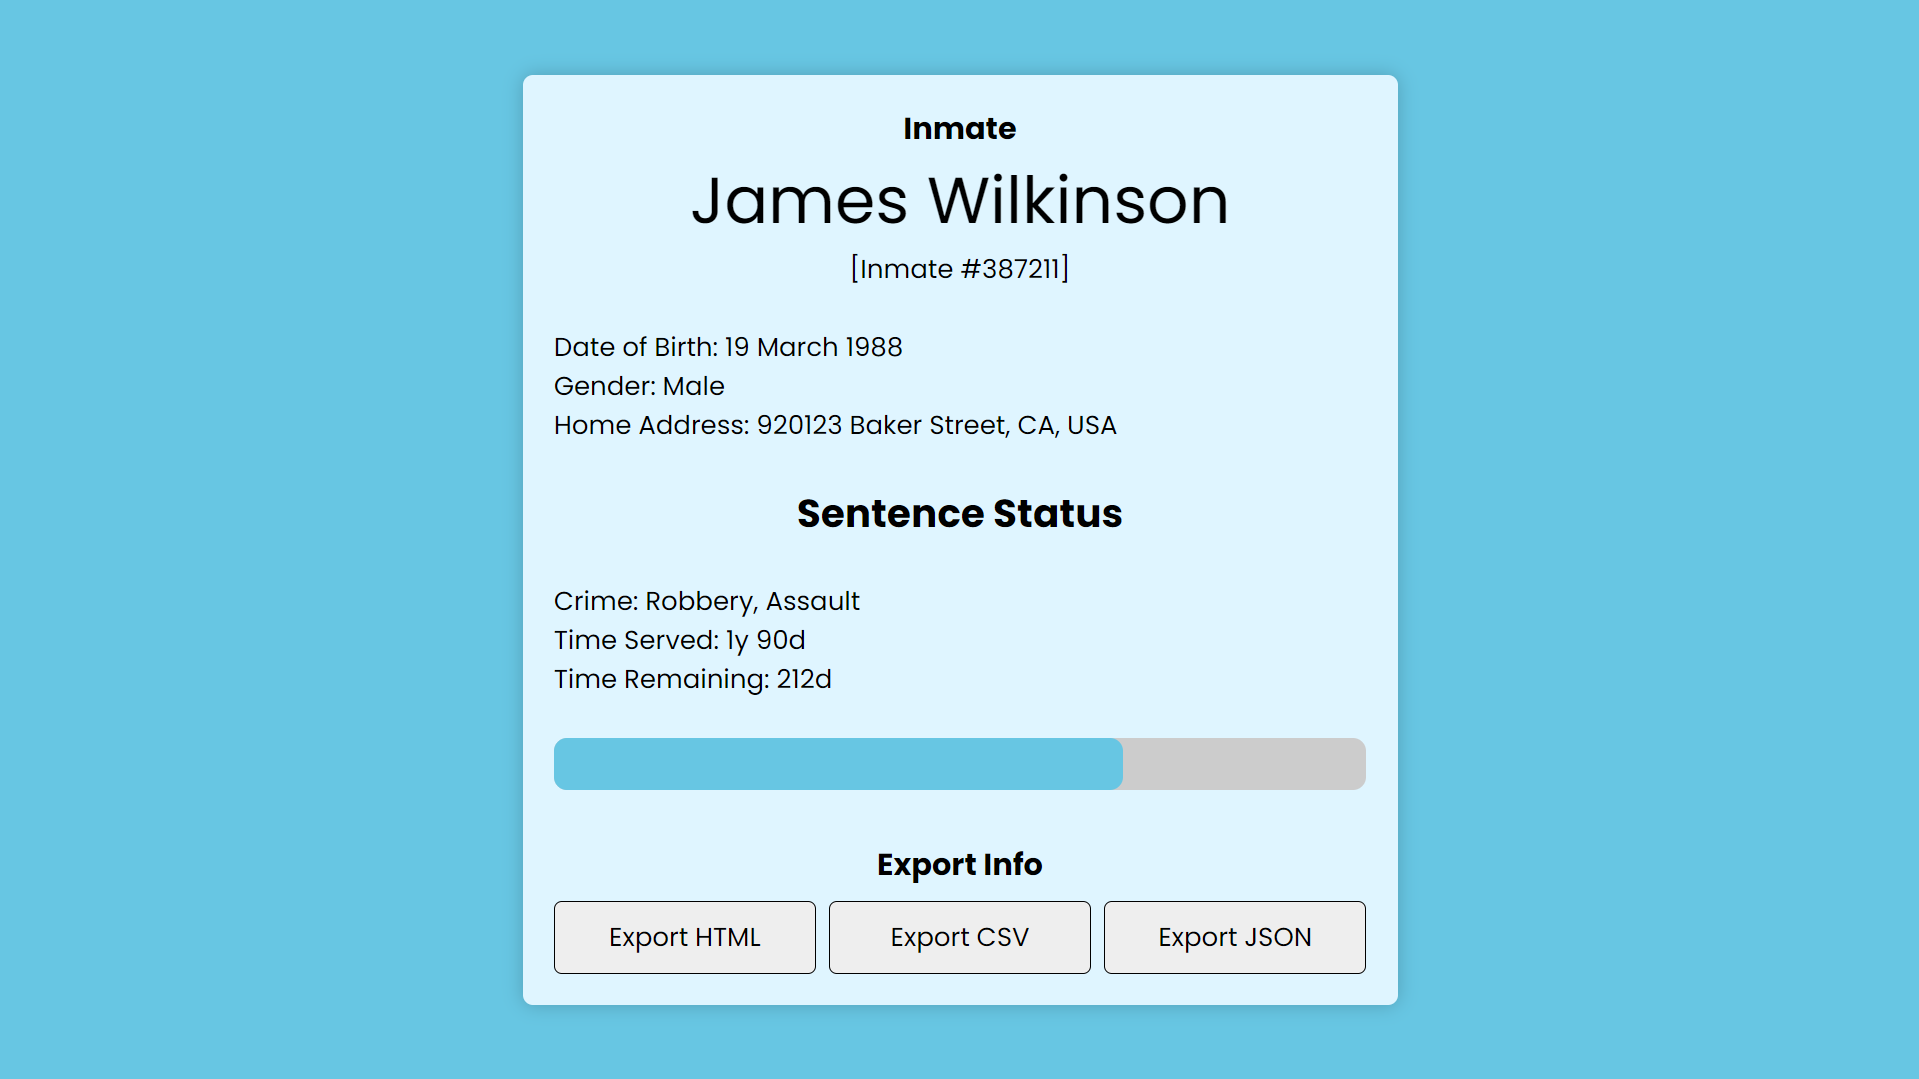 Inmate
James Wilkinson
[Inmate #387211]
Date of Birth: 19 March 1988
Gender: Male
Home Address: 920123 Baker Street, CA, USA
Sentence Status
Crime: Robbery, Assault
Time Served: 1y 90d
Time Remaining: 212d
Export Info
Export HTML
Export CSV
Export JSON